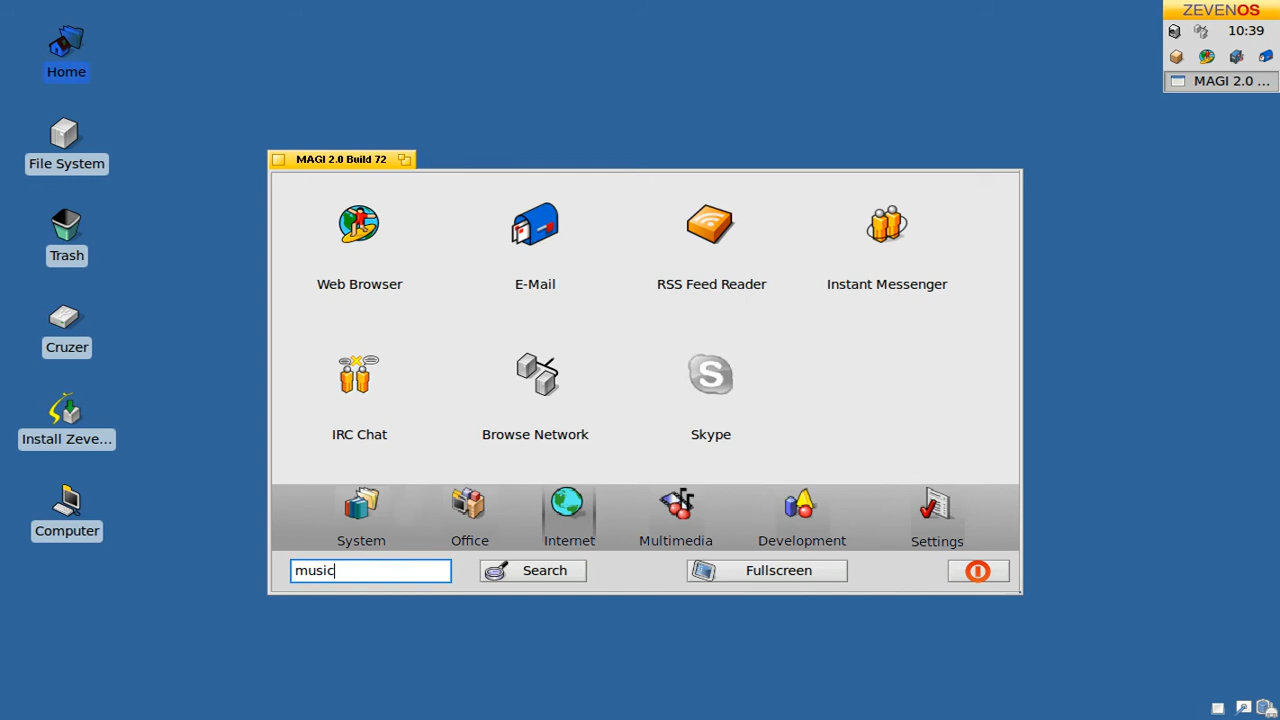 ZEVENOS
10:39
MAGI 2.0 ...
Home
File System
Trash
Cruzer
Install Zeve...
Computer
MAGI 2.0 Build 72
Web Browser
E-Mail
RSS Feed Reader
Instant Messenger
IRC Chat
Browse Network
Skype
System
Office
Internet
Multimedia
Development
Settings
music
Search
Fullscreen